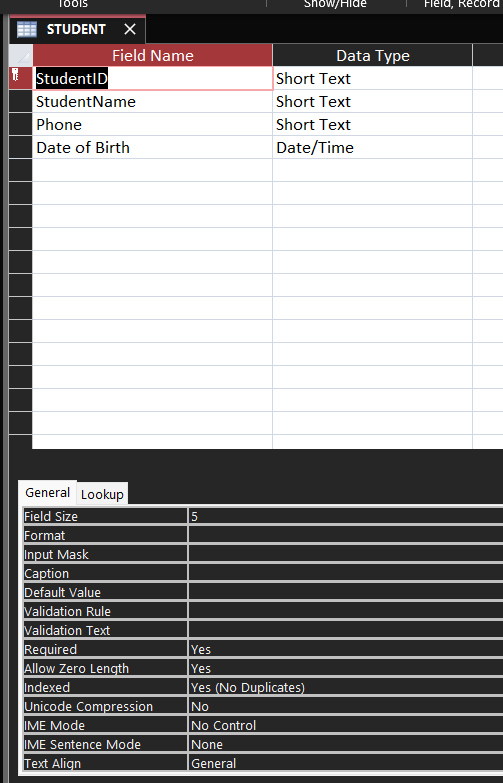 Tools Show/Hide Field, Record
STUDENT
Field Name Data Type
StudentID Short Text
StudentName Short Text
Phone Short Text
Date of Birth Date/Time
General Lookup
Field Size 5
Format
Input Mask
Caption
Default Value
Validation Rule
Validation Text
Required Yes
Allow Zero Length Yes
Indexed Yes (No Duplicates)
Unicode Compression No
IME Mode No Control
IME Sentence Mode None
Text Align General